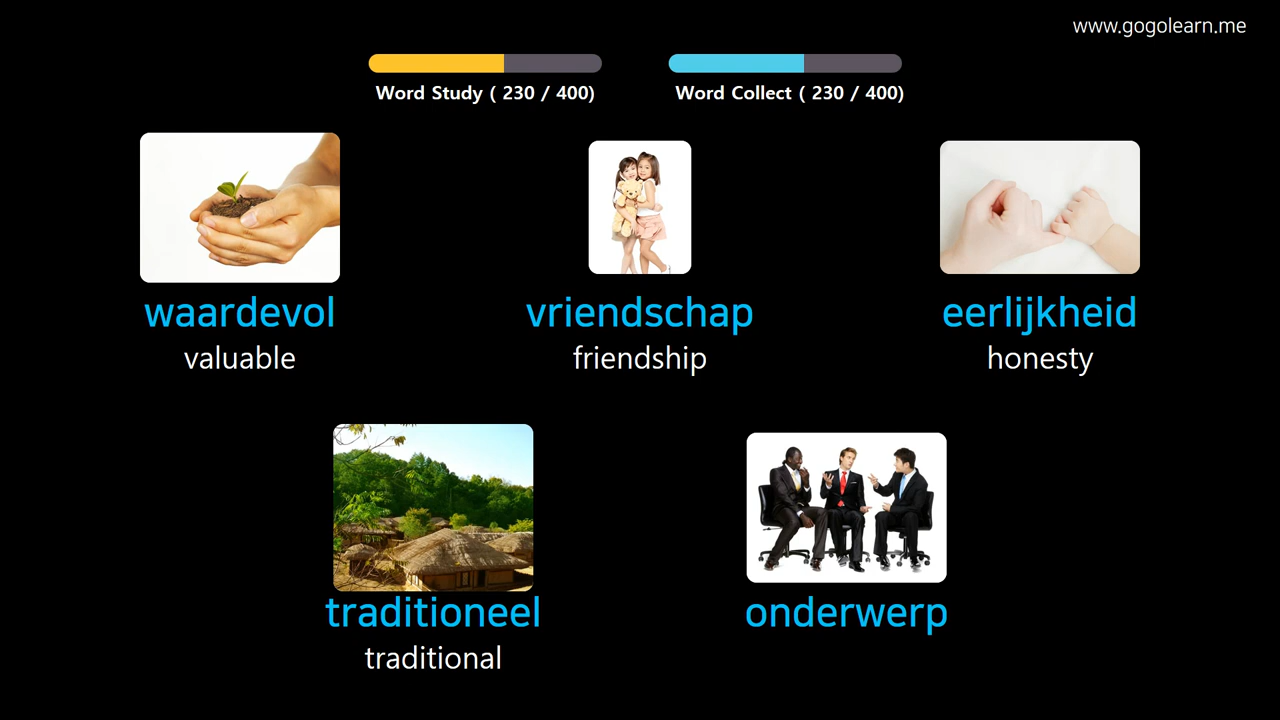 www.gogolearn.me
Word Study ( 230 / 400)
Word Collect ( 230 / 400)
waardevol
valuable
vriendschap
friendship
eerlijkheid
honesty
traditioneel
traditional
onderwerp